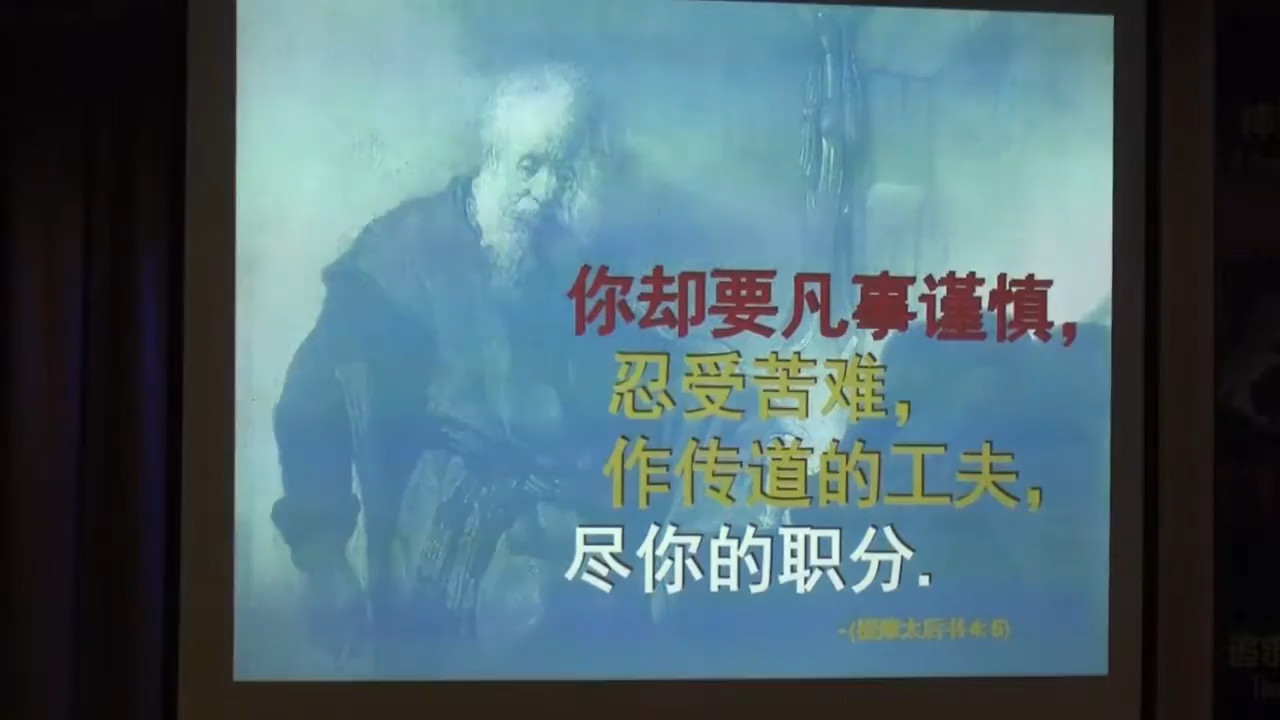 你却要凡事谨慎,
忍受苦难,
作传道的工夫,
尽你的职分.
-(提摩太后书 4: 5)